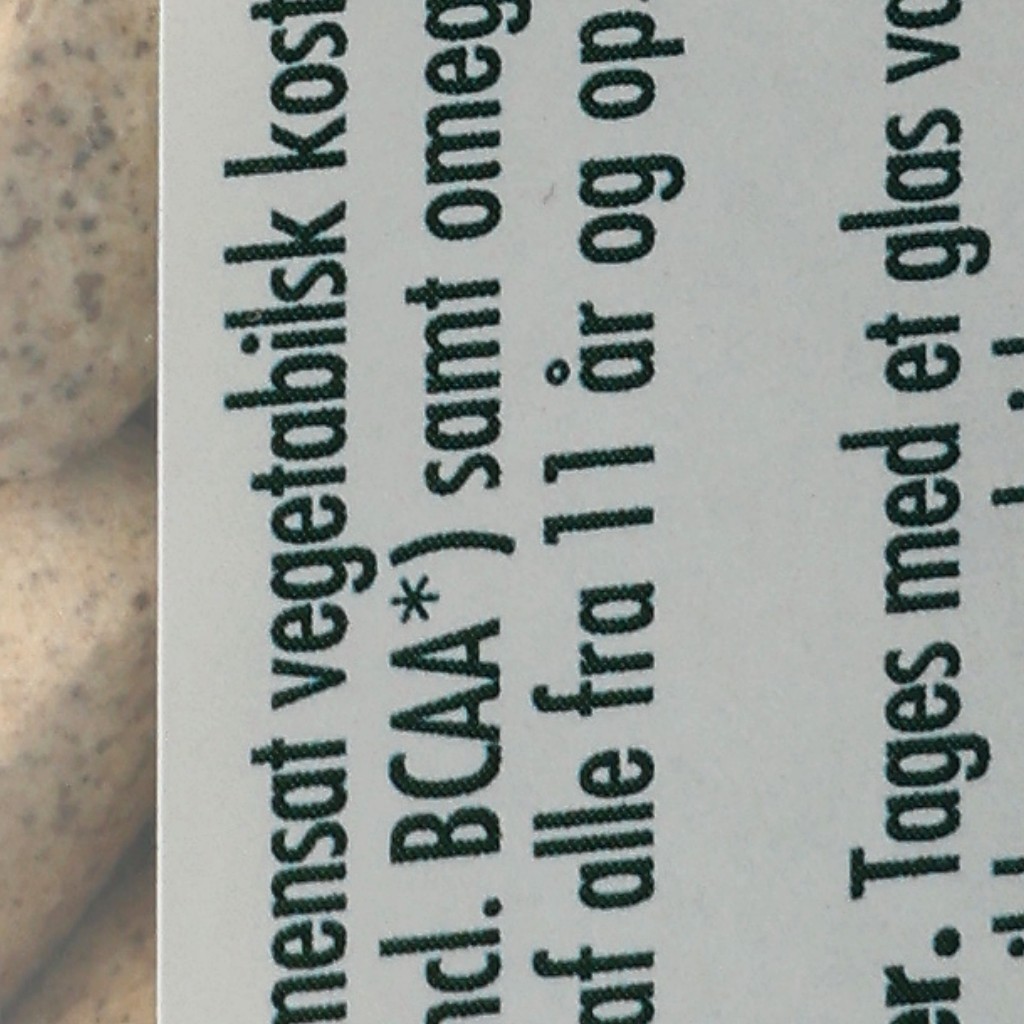 mensat vegetabilsk kost
ncl. BCAA*) samt omeg
af alle fra 11 år og op
er. Tages med et glas va